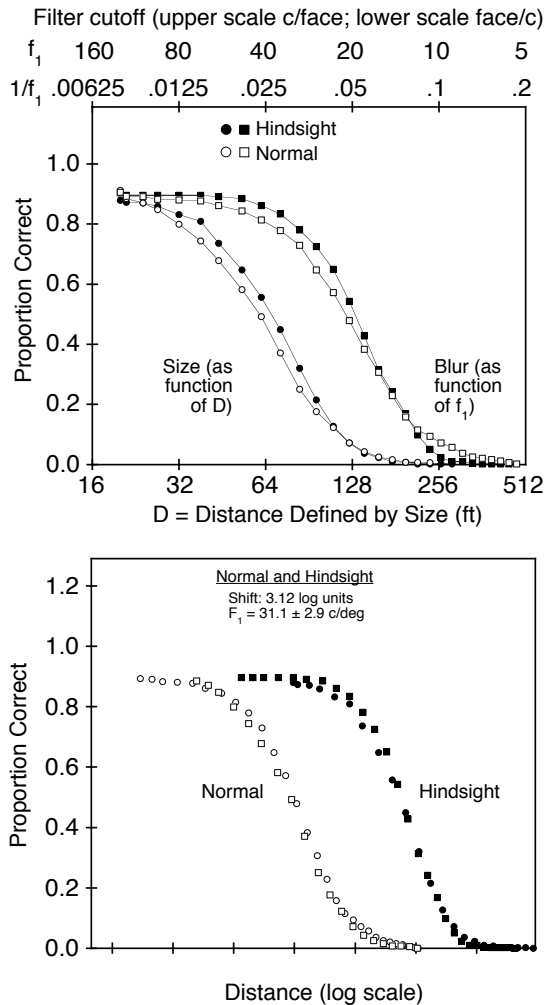 Filter cutoff (upper scale c/face; lower scale face/c)
f1 160 80 40 20 10 5
1/f1 .00625 .0125 .025 .05 .1 .2
Hindsight
Normal
1.0
0.8
0.6
0.4
0.2
0.0
Proportion Correct
Size (as
function
of D)
Blur (as
function
of f1)
16 32 64 128 256 512
D = Distance Defined by Size (ft)
Normal and Hindsight
Shift: 3.12 log units
F1 = 31.1 ± 2.9 c/deg
1.2
1.0
0.8
0.6
0.4
0.2
0.0
Proportion Correct
Normal
Hindsight
Distance (log scale)